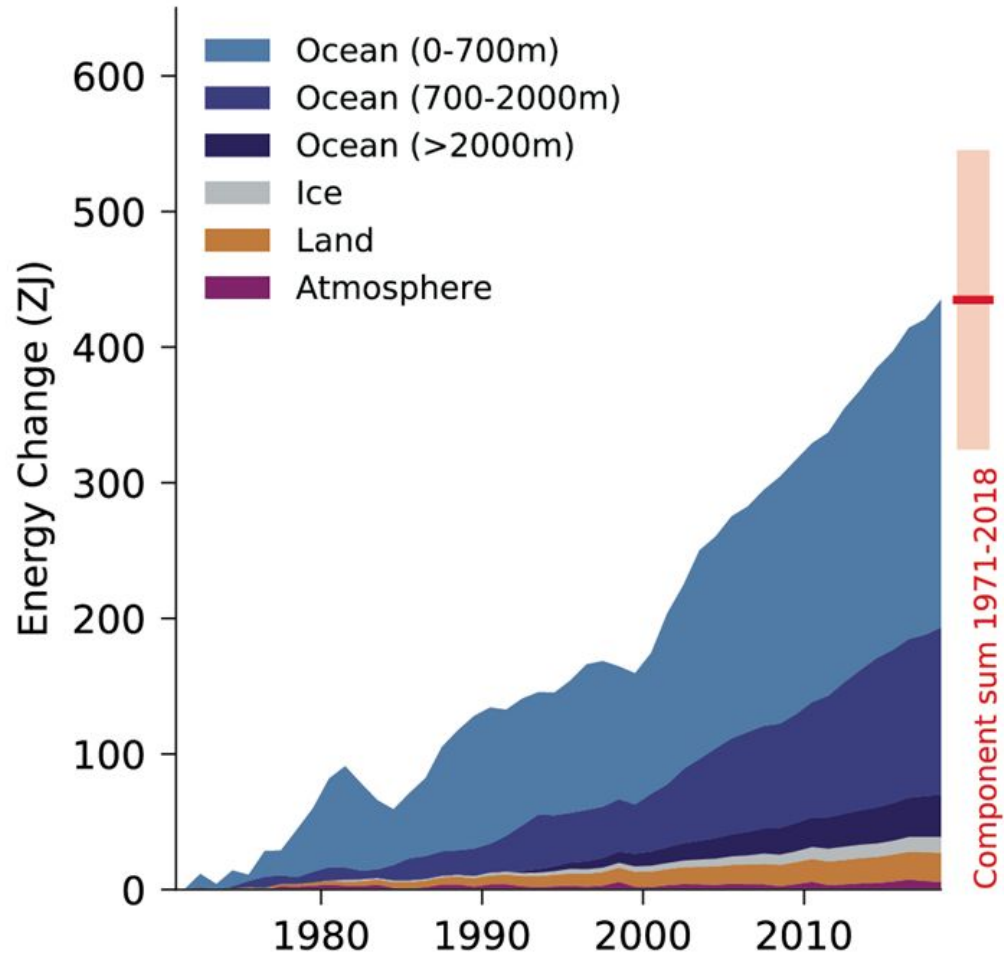 Energy Change (ZJ)
600
500
400
300
200
100
0
Ocean (0-700m)
Ocean (700-2000m)
Ocean (>2000m)
Ice
Land
Atmosphere
1980 1990 2000 2010
Component sum 1971-2018